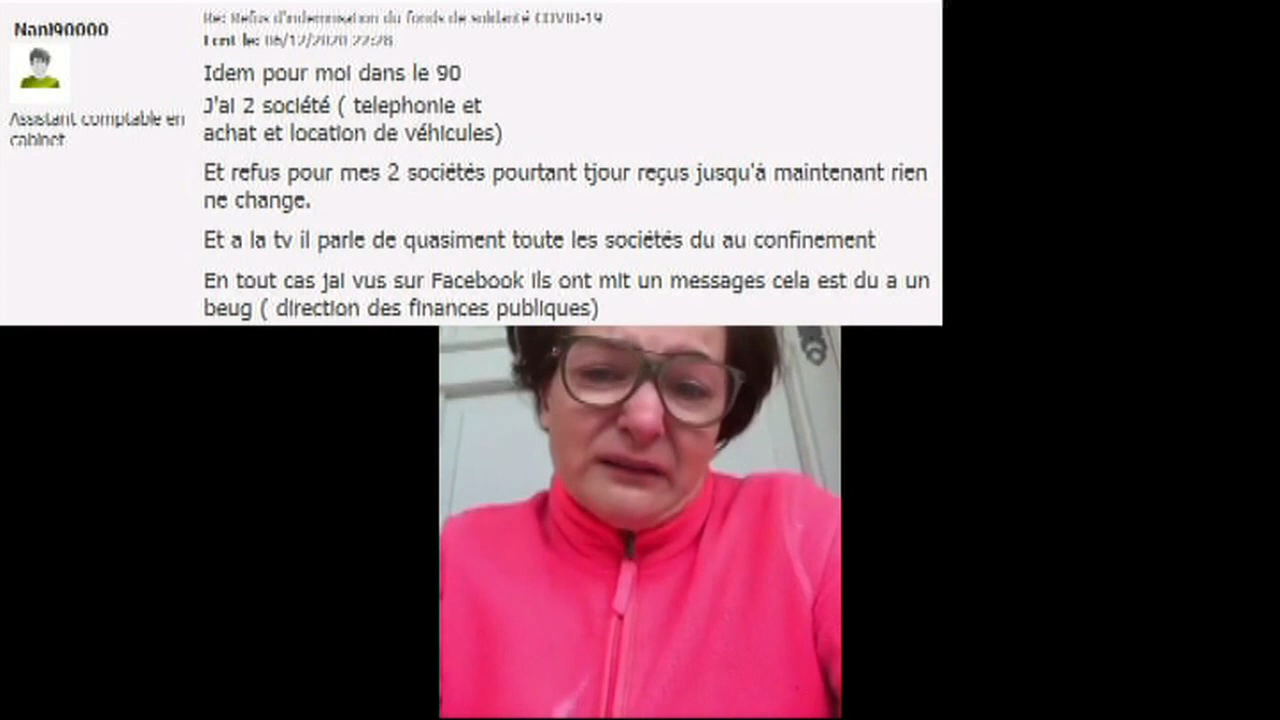 Nani90000
Re: Refus d'indemnisation du fonds de solidarité COVID-19
Ecrit le: 06/12/2020 22:28
Assistant comptable en
cabinet
Idem pour moi dans le 90
J'ai 2 société ( telephonie et
achat et location de véhicules)
Et refus pour mes 2 sociétés pourtant tjour reçus jusqu'à maintenant rien
ne change.
Et a la tv il parle de quasiment toute les sociétés du au confinement
En tout cas jai vus sur Facebook ils ont mit un messages cela est du a un
beug ( direction des finances publiques)